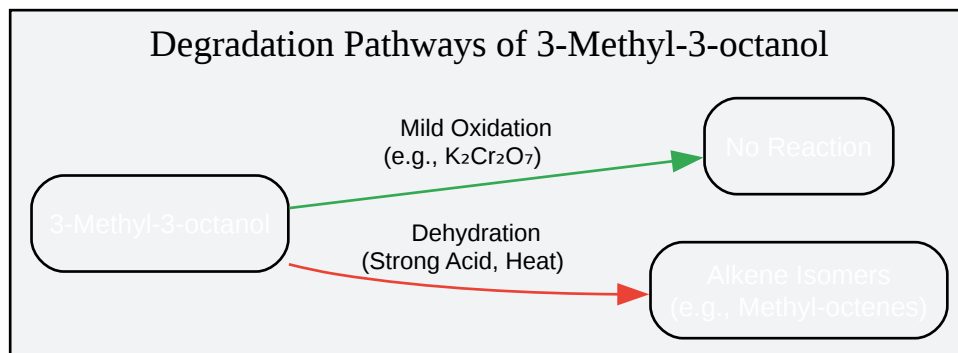 Degradation Pathways of 3-Methyl-3-octanol
Mild Oxidation
(e.g., K₂Cr₂O₇)
No Reaction
3-Methyl-3-octanol
Dehydration
(Strong Acid, Heat)
Alkene Isomers
(e.g., Methyl-octenes)